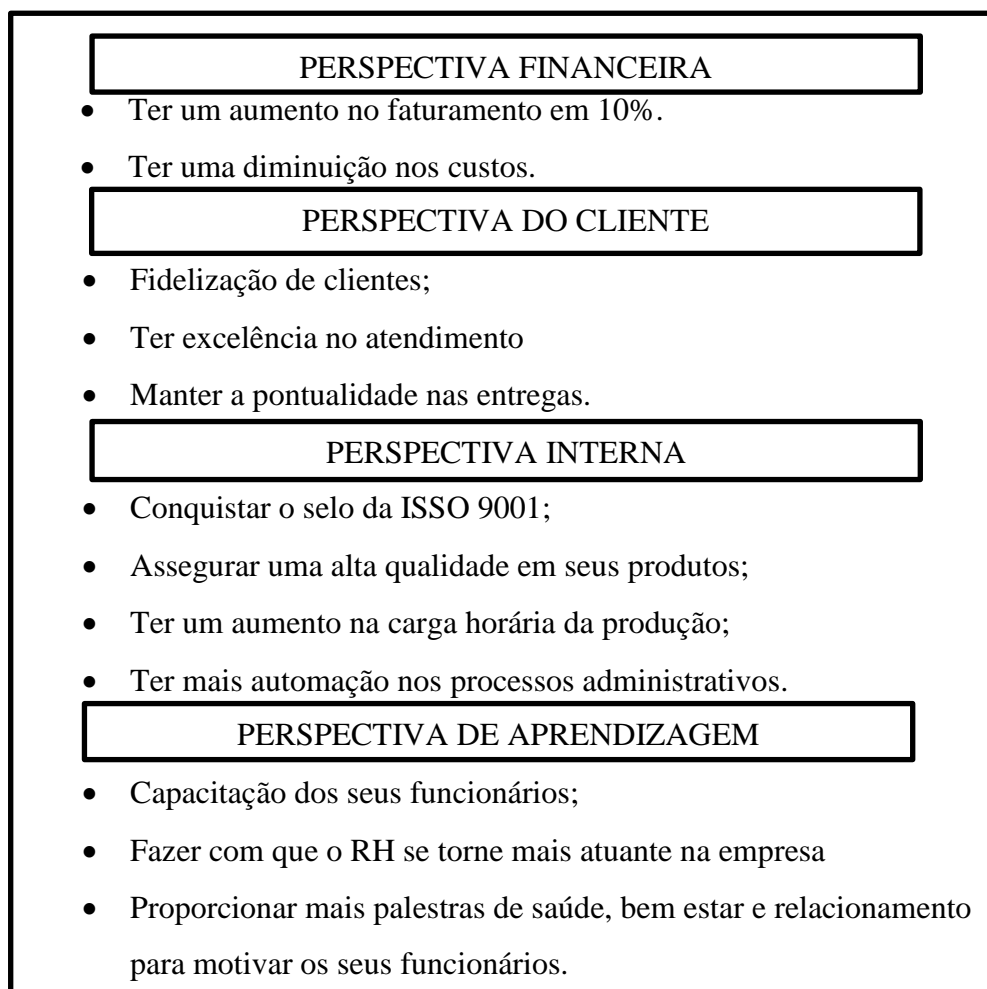 PERSPECTIVA FINANCEIRA
• Ter um aumento no faturamento em 10%.
• Ter uma diminuição nos custos.
PERSPECTIVA DO CLIENTE
• Fidelização de clientes;
• Ter excelência no atendimento
• Manter a pontualidade nas entregas.
PERSPECTIVA INTERNA
• Conquistar o selo da ISSO 9001;
• Assegurar uma alta qualidade em seus produtos;
• Ter um aumento na carga horária da produção;
• Ter mais automação nos processos administrativos.
PERSPECTIVA DE APRENDIZAGEM
• Capacitação dos seus funcionários;
• Fazer com que o RH se torne mais atuante na empresa
• Proporcionar mais palestras de saúde, bem estar e relacionamento
para motivar os seus funcionários.